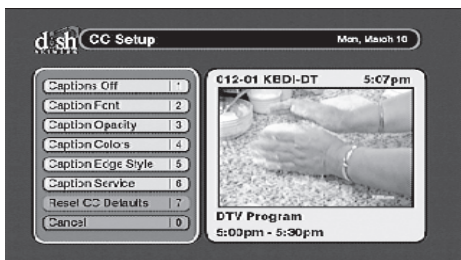 dish
NETWORK
CC Setup
Mon, March 10
Captions Off 1
Caption Font 2
Caption Opacity 3
Caption Colors 4
Caption Edge Style 5
Caption Service 6
Reset CC Defaults 7
Cancel 0
012-01 KBDI-DT 5:07pm
DTV Program
5:00pm - 5:30pm